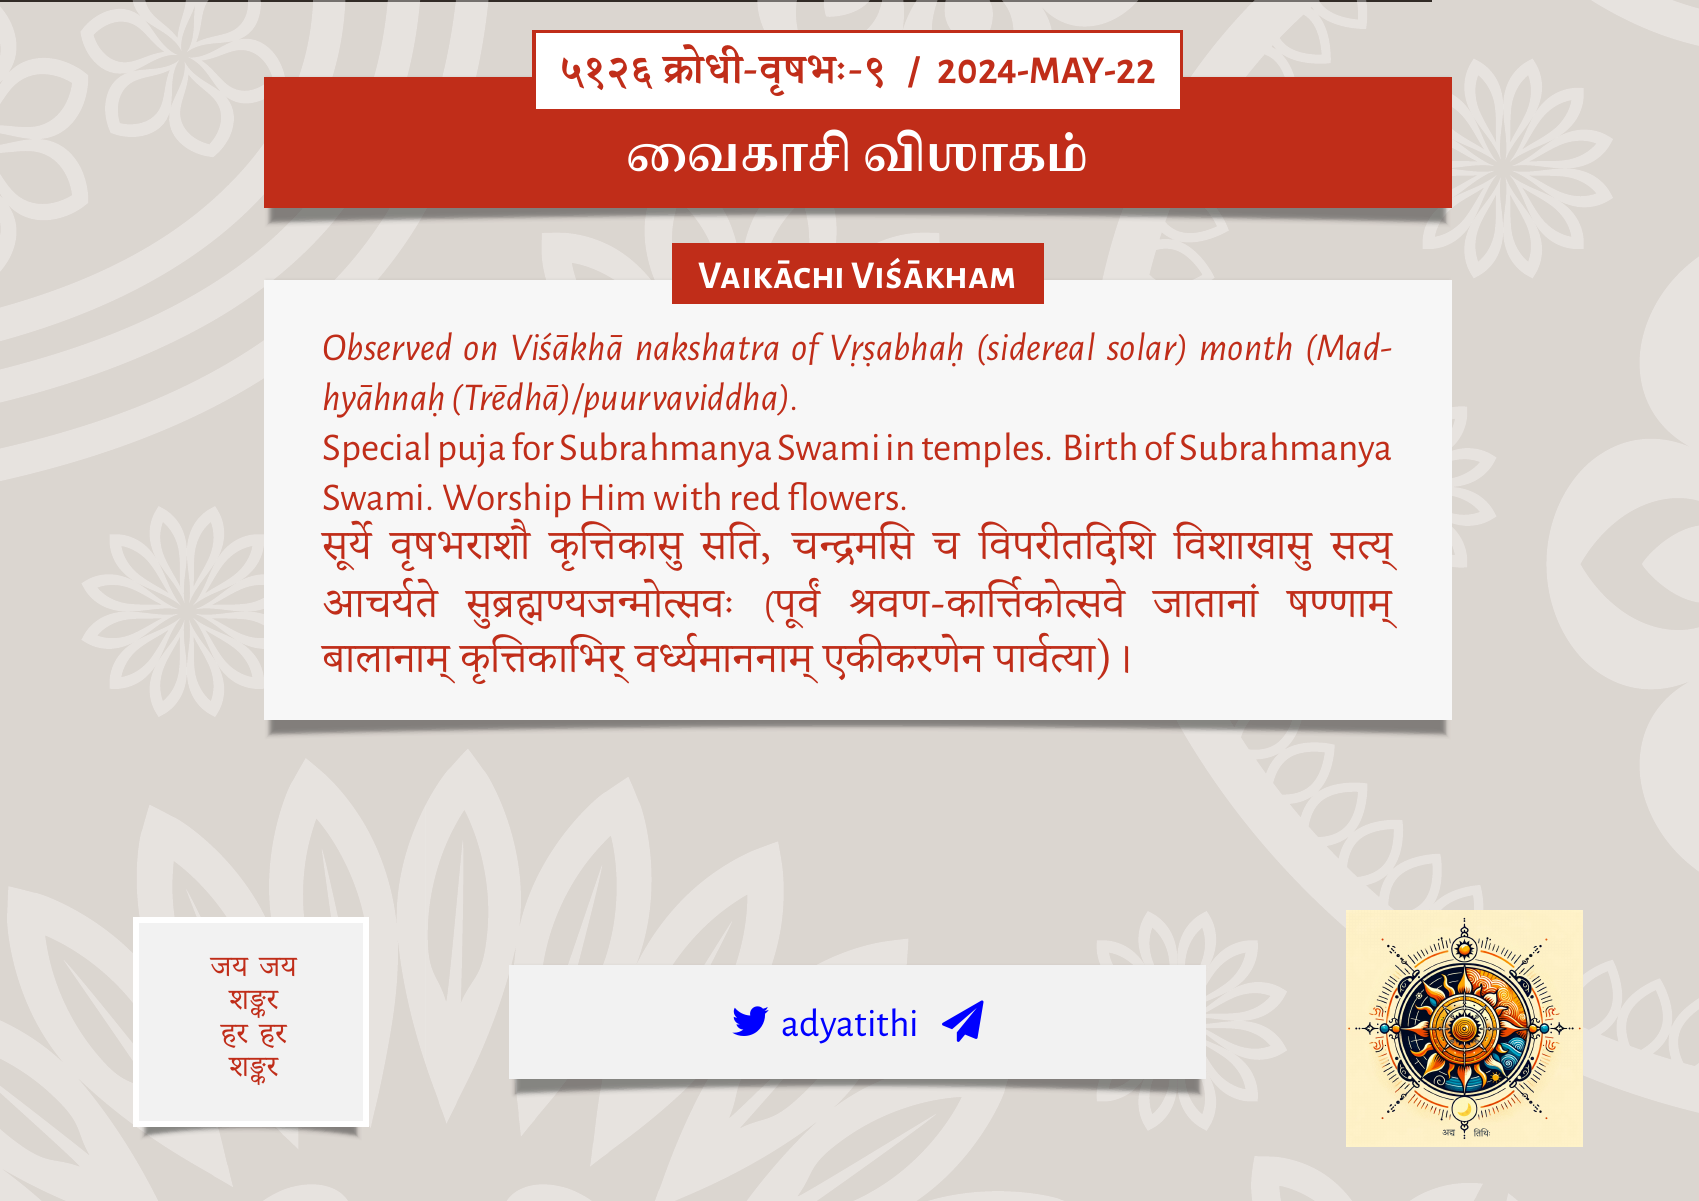 ५१२६ क्रोधी-वृषभः-९ / 2024-MAY-22
வைகாசி விஶாகம்
Vaikāchi Viśākham
Observed on Viśākhā nakshatra of Vṛṣabhaḥ (sidereal solar) month (Mad-
hyāhnaḥ (Trēdhā)/puurvaviddha).
Special puja for Subrahmanya Swami in temples. Birth of Subrahmanya
Swami. Worship Him with red flowers.
सूर्ये वृषभराशौ कृत्तिकासु सति, चन्द्रमसि च विपरीतदिशि विशाखासु सत्य्
आचर्यते सुब्रह्मण्यजन्मोत्सवः (पूर्वं श्रवण-कार्त्तिकोत्सवे जातानां षण्णाम्
बालानाम् कृत्तिकाभिर् वर्ध्यमाननाम् एकीकरणेन पार्वत्या)।
जय जय
शङ्कर
हर हर
शङ्कर
adyatithi
अद्य तिथिः